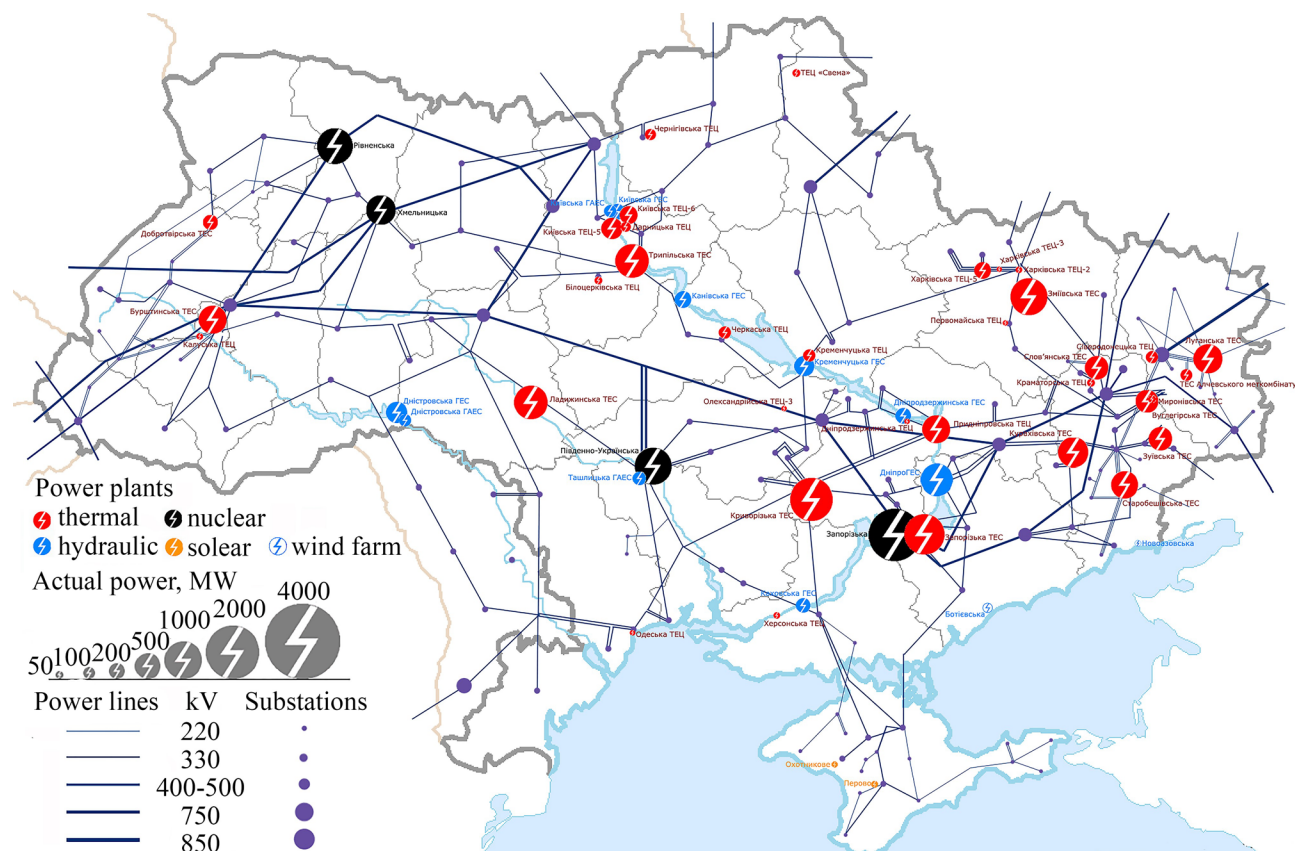 ТЕЦ «Свема»
Чернігівська ТЕЦ
Рівненська
Київська ГАЕС
Київська ГЕС
Київська ТЕЦ-6
Хмельницька
Добротвірська ТЕС
Київська ТЕЦ-5
Дарницька ТЕЦ
Трипільська ТЕС
Харківська ТЕЦ-3
Харківська ТЕЦ-5
Харківська ТЕЦ-2
Білоцерківська ТЕЦ
Зміївська ТЕС
Канівська ГЕС
Бурштинська ТЕС
Первомайська ТЕЦ
Черкаська ТЕЦ
Калуська ТЕЦ
Луганська ТЕС
Сєвродонецька ТЕЦ
Кременчуцька ТЕЦ
Слов'янська ТЕС
Кременчуцька ГЕС
Краматорська ТЕЦ
ТЕС Алчевського меткомбінату
Дністровська ГЕС
Ладижинська ТЕС
Олександрійська ТЕЦ-3
Миронівська ТЕС
Дністровська ГАЕС
Дніпродзержинська ГЕС
Вуглегірська ТЕС
Дніпродзержинська ТЕЦ
Придніпровська ТЕС
Курахівська ТЕС
Південно-Українська
Зуївська ТЕС
Ташлицька ГАЕС
ДніпроГЕС
Старобешівська ТЕС
Криворізька ТЕС
Запорізька
Запорізька ТЕС
Новоазовська
Каховська ГЕС
Херсонська ТЕЦ
Ботієвська
Одеська ТЕЦ
Охотникове
Перовое
Power plants
thermal nuclear
hydraulic solear wind farm
Actual power, MW
50 100 200 500 1000 2000 4000
Power lines kV Substations
220
330
400-500
750
850